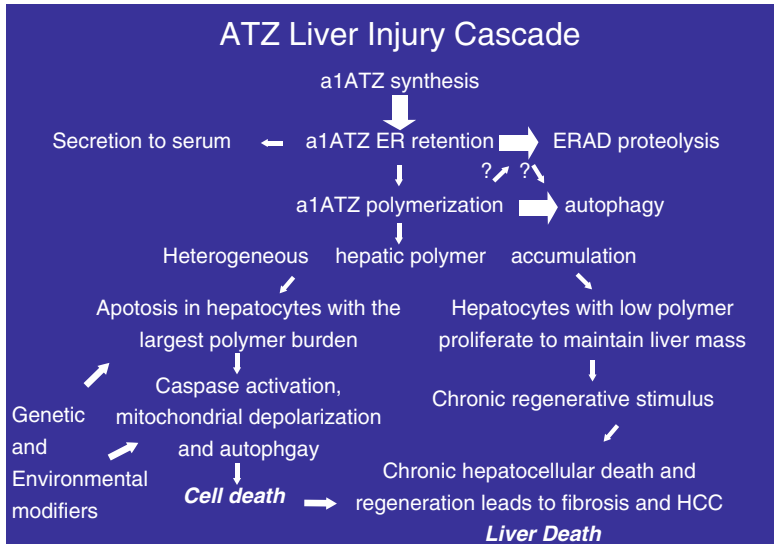 ATZ Liver Injury Cascade
a1ATZ synthesis
Secretion to serum a1ATZ ER retention ERAD proteolysis
? ?
a1ATZ polymerization autophagy
Heterogeneous hepatic polymer accumulation
Apotosis in hepatocytes with the
largest polymer burden
Hepatocytes with low polymer
proliferate to maintain liver mass
Caspase activation,
mitochondrial depolarization
and autophgay
Chronic regenerative stimulus
Genetic
and
Environmental
modifiers
Cell death
Chronic hepatocellular death and
regeneration leads to fibrosis and HCC
Liver Death